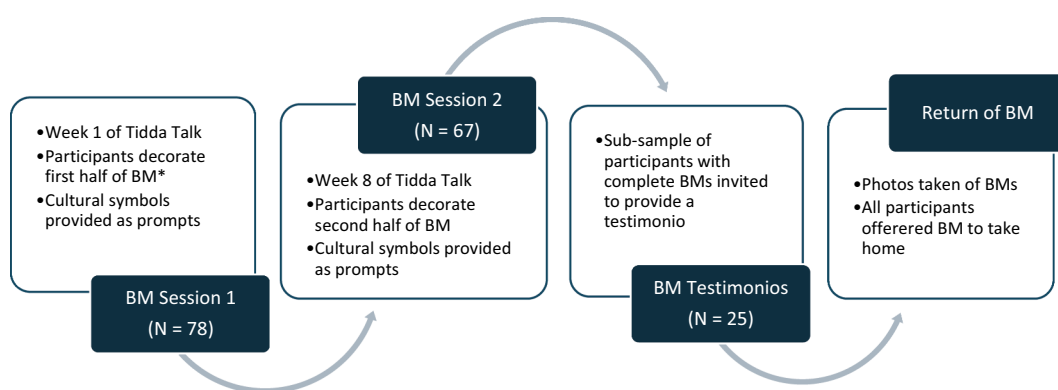 •Week 1 of Tidda Talk
•Participants decorate
first half of BM*
•Cultural symbols
provided as prompts
BM Session 1
(N = 78)
BM Session 2
(N = 67)
•Week 8 of Tidda Talk
•Participants decorate
second half of BM
•Cultural symbols provided
as prompts
•Sub-sample of
participants with
complete BMs invited
to provide a
testimonio
BM Testimonios
(N = 25)
Return of BM
•Photos taken of BMs
•All participants
offerered BM to take
home